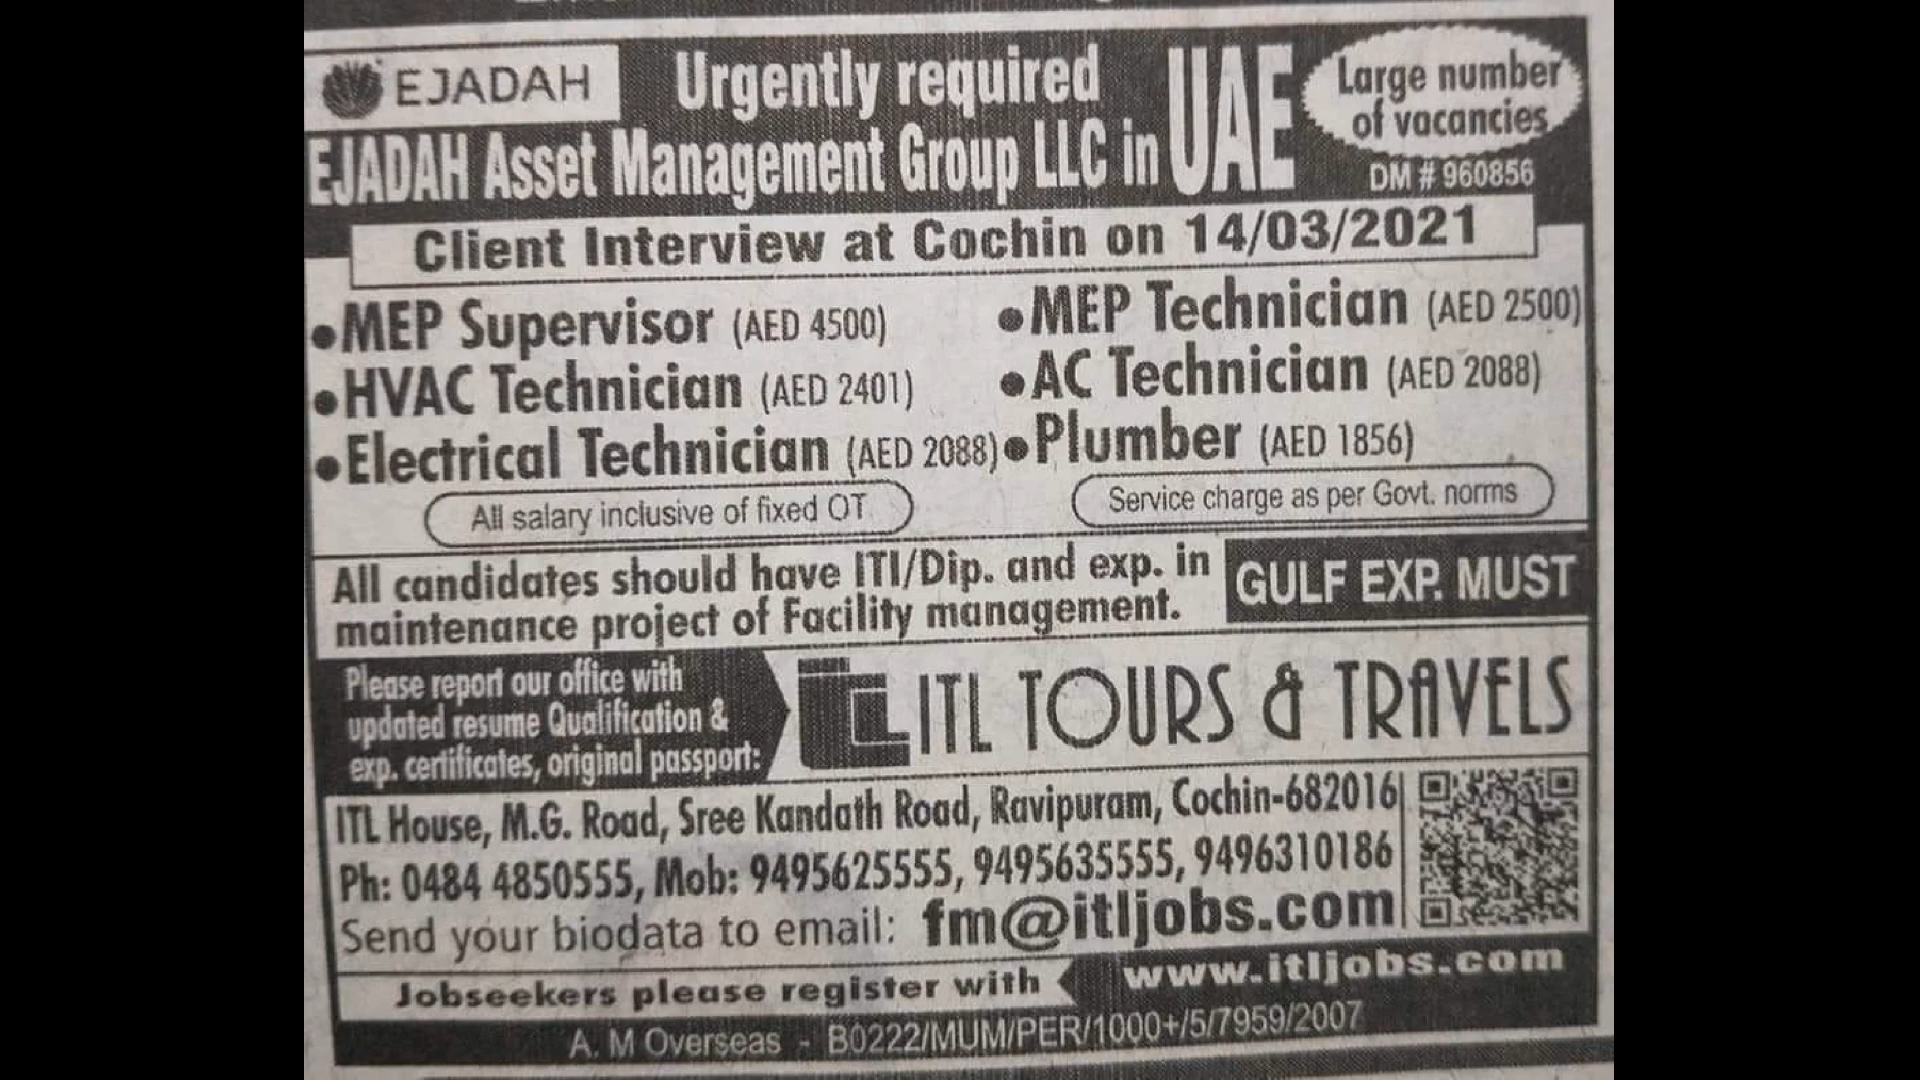 EJADAH
Urgently required
EJADAH Asset Management Group LLC in UAE
Large number
of vacancies
DM # 960856
Client Interview at Cochin on 14/03/2021
•MEP Supervisor (AED 4500)
•MEP Technician (AED 2500)
•HVAC Technician (AED 2401)
•AC Technician (AED 2088)
•Electrical Technician (AED 2088)
•Plumber (AED 1856)
All salary inclusive of fixed OT
Service charge as per Govt. norms
All candidates should have ITI/Dip. and exp. in
maintenance project of Facility management.
GULF EXP. MUST
Please report our office with
updated resume Qualification &
exp. certificates, original passport:
ITL TOURS & TRAVELS
ITL House, M.G. Road, Sree Kandath Road, Ravipuram, Cochin-682016
Ph: 0484 4850555, Mob: 9495625555, 9495635555, 9496310186
Send your biodata to email: fm@itljobs.com
Jobseekers please register with www.itljobs.com
A. M Overseas - B0222/MUM/PER/1000+/5/7959/2007